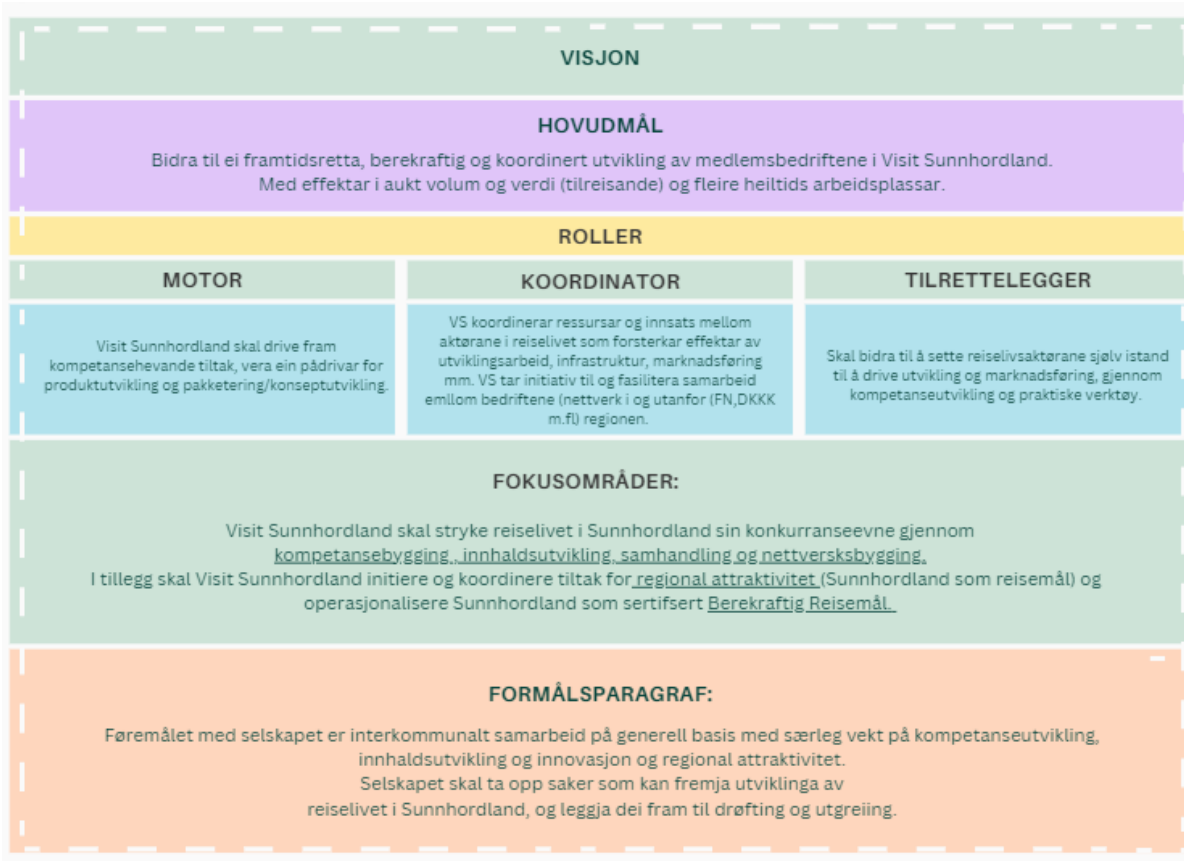 VISJON
HOVUDMÅL
Bidra til ei framtidsretta, berekraftig og koordinert utvikling av medlemsbedriftene i Visit Sunnhordland.
Med effektar i aukt volum og verdi (tilreisande) og fleire heiltids arbeidsplassar.
ROLLER
MOTOR
Visit Sunnhordland skal drive fram
kompetansehevande tiltak, vera ein pådrivar for
produktutvikling og pakketering/konseptutvikling.
KOORDINATOR
VS koordinerar ressursar og innsats mellom
aktørane i reiselivet som forsterkar effektar av
utviklingsarbeid, infrastruktur, marknadsføring
mm. VS tar initiativ til og fasilitera samarbeid
emllom bedriftene (nettverk i og utanfor (FN,DKKK
m.fl) regionen.
TILRETTELEGGER
Skal bidra til å sette reiselivsaktørane sjølv istand
til å drive utvikling og marknadsføring, gjennom
kompetanseutvikling og praktiske verktøy.
FOKUSOMRÅDER:
Visit Sunnhordland skal stryke reiselivet i Sunnhordland sin konkurranseevne gjennom
kompetansebygging , innhaldsutvikling, samhandling og nettversksbygging.
I tillegg skal Visit Sunnhordland initiere og koordinere tiltak for regional attraktivitet (Sunnhordland som reisemål) og
operasjonalisere Sunnhordland som sertifsert Berekraftig Reisemål.
FORMÅLSPARAGRAF:
Føremålet med selskapet er interkommunalt samarbeid på generell basis med særleg vekt på kompetanseutvikling,
innhaldsutvikling og innovasjon og regional attraktivitet.
Selskapet skal ta opp saker som kan fremja utviklinga av
reiselivet i Sunnhordland, og leggja dei fram til drøfting og utgreiing.